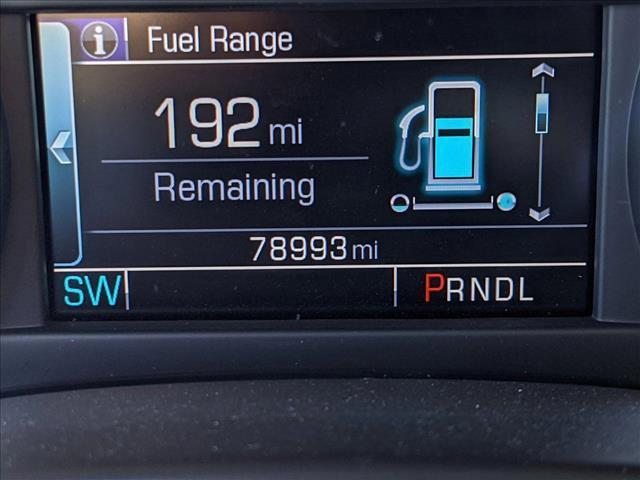 i Fuel Range
192 mi
Remaining
78993 mi
SW PRNDL